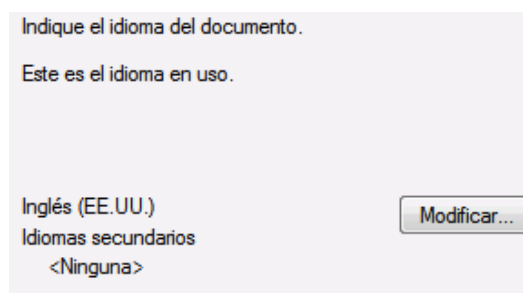 Indique el idioma del documento.
Este es el idioma en uso.
Inglés (EE.UU.)
Modificar...
Idiomas secundarios
<Ninguna>